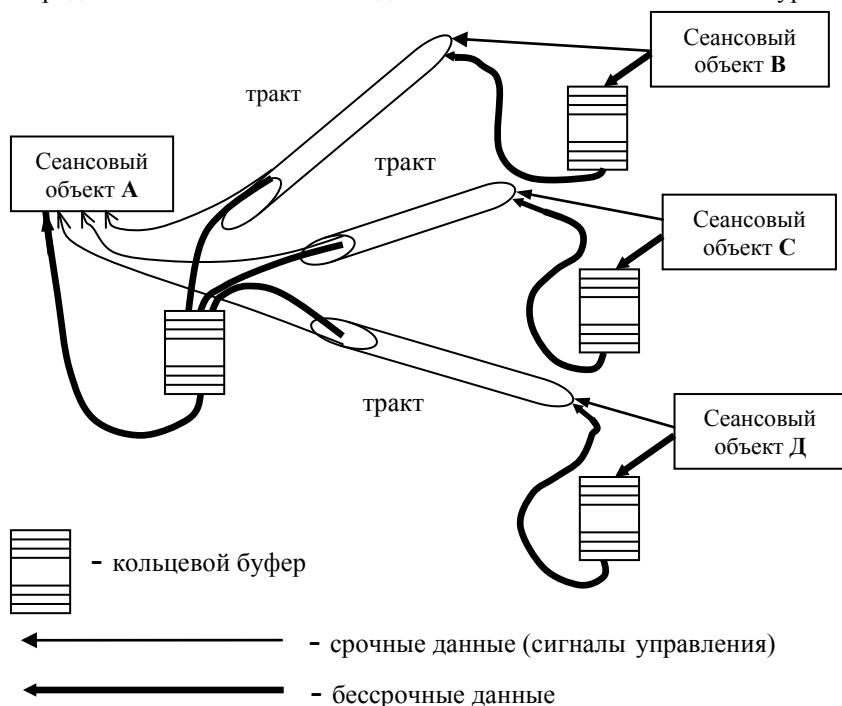 Сеансовый
объект В
тракт
тракт
Сеансовый
объект А
Сеансовый
объект С
тракт
Сеансовый
объект Д
- кольцевой буфер
- срочные данные (сигналы управления)
- бессрочные данные